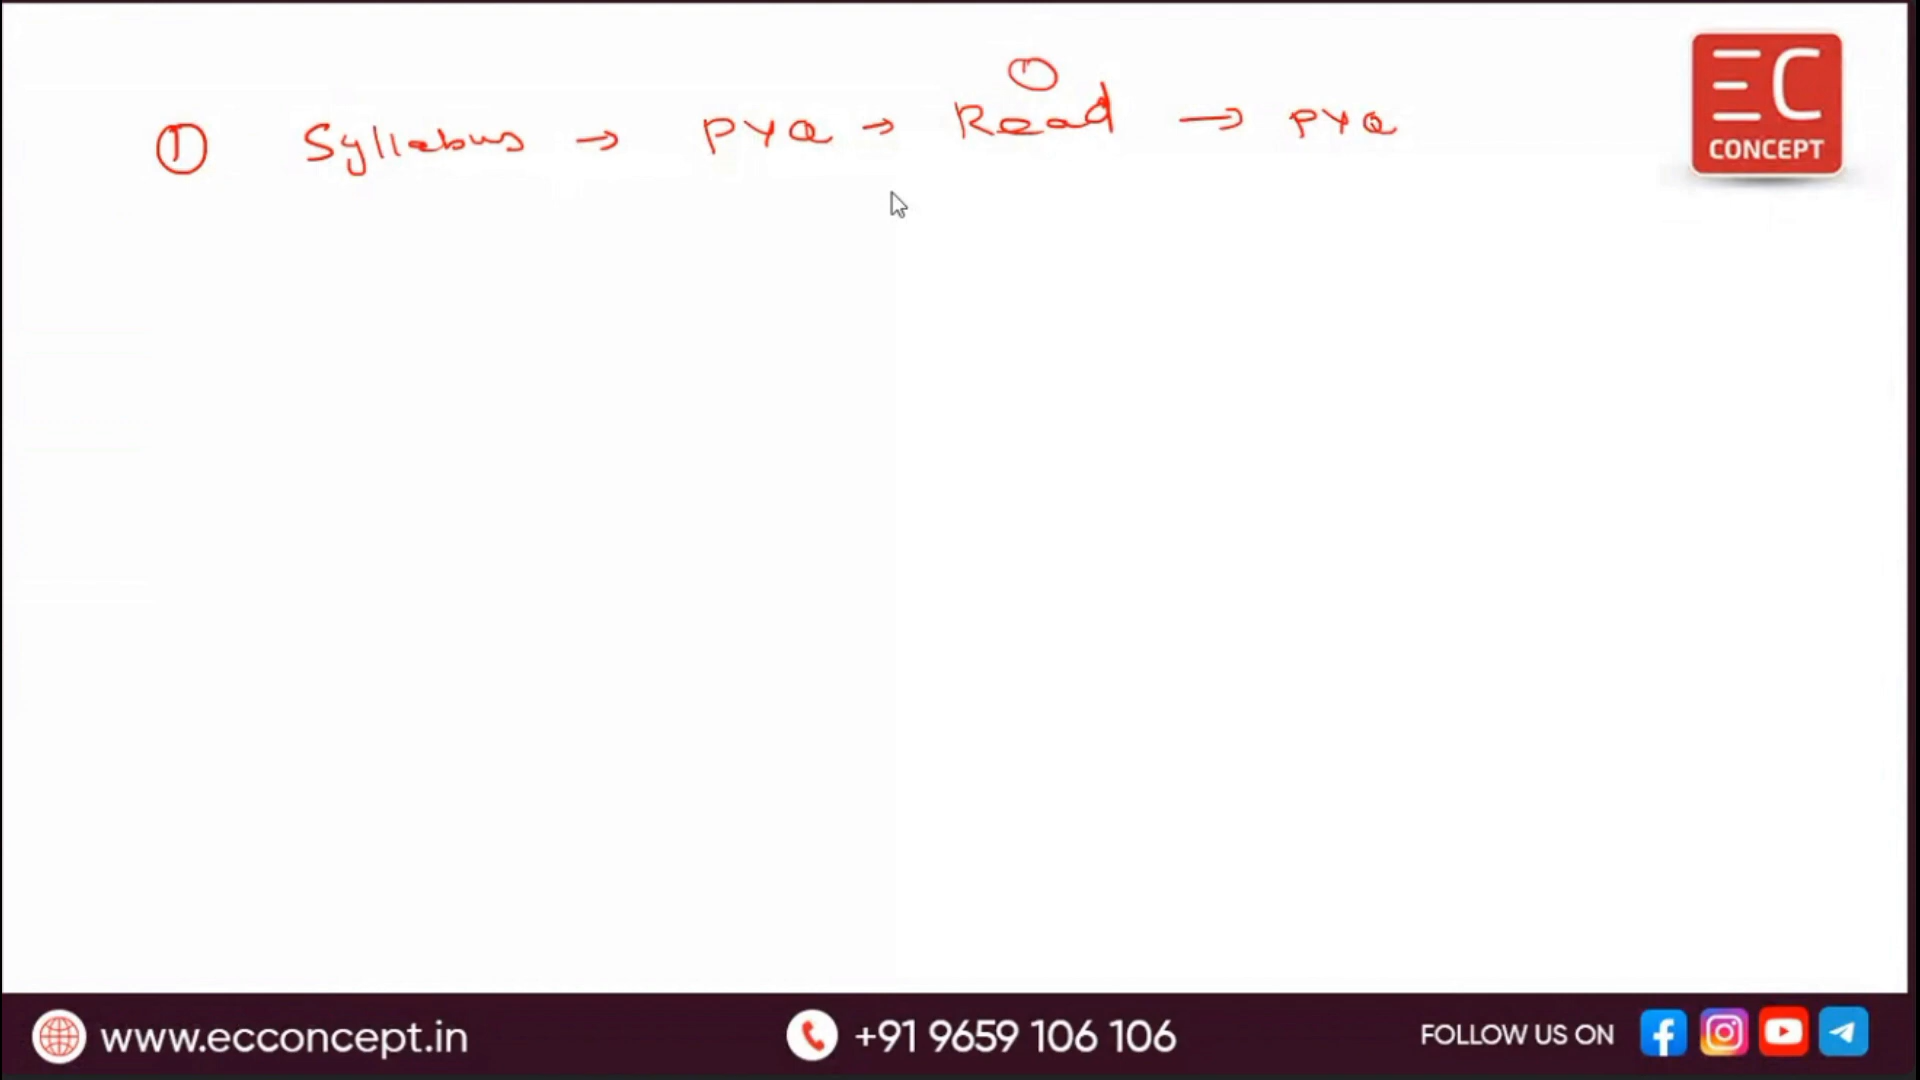 ①
① Syllabus → PYQ → Read → PYQ
EC
CONCEPT
www.ecconcept.in
+91 9659 106 106
FOLLOW US ON